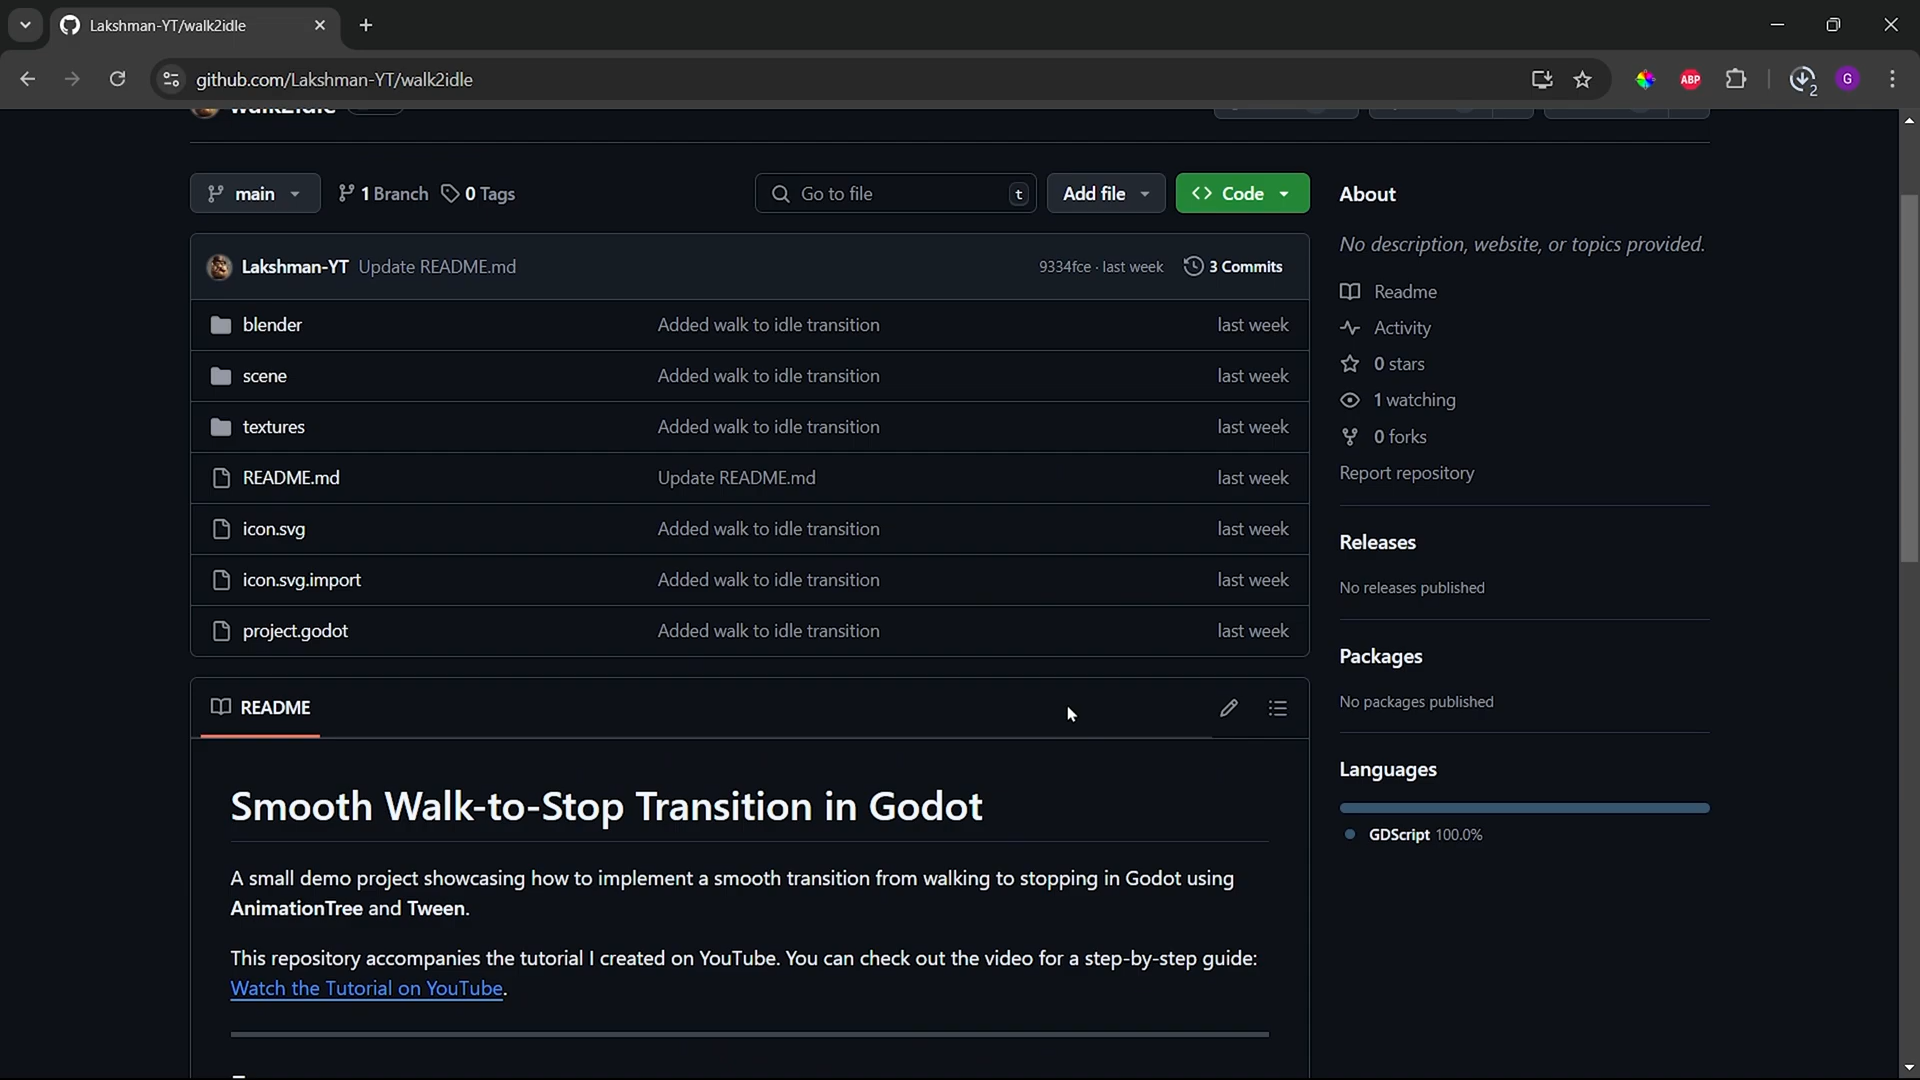 Lakshman-YT/walk2idle
github.com/Lakshman-YT/walk2idle
ABP
2
G
walk2idle
main
1 Branch
0 Tags
Go to file
t
Add file
Code
About
No description, website, or topics provided.
Lakshman-YT Update README.md 9334fce · last week 3 Commits
Readme
blender Added walk to idle transition last week
Activity
scene Added walk to idle transition last week
0 stars
1 watching
textures Added walk to idle transition last week
0 forks
README.md Update README.md last week
Report repository
icon.svg Added walk to idle transition last week
Releases
icon.svg.import Added walk to idle transition last week
No releases published
project.godot Added walk to idle transition last week
Packages
No packages published
README
Languages
GDScript 100.0%
Smooth Walk-to-Stop Transition in Godot
A small demo project showcasing how to implement a smooth transition from walking to stopping in Godot using
AnimationTree and Tween.
This repository accompanies the tutorial I created on YouTube. You can check out the video for a step-by-step guide:
Watch the Tutorial on YouTube.